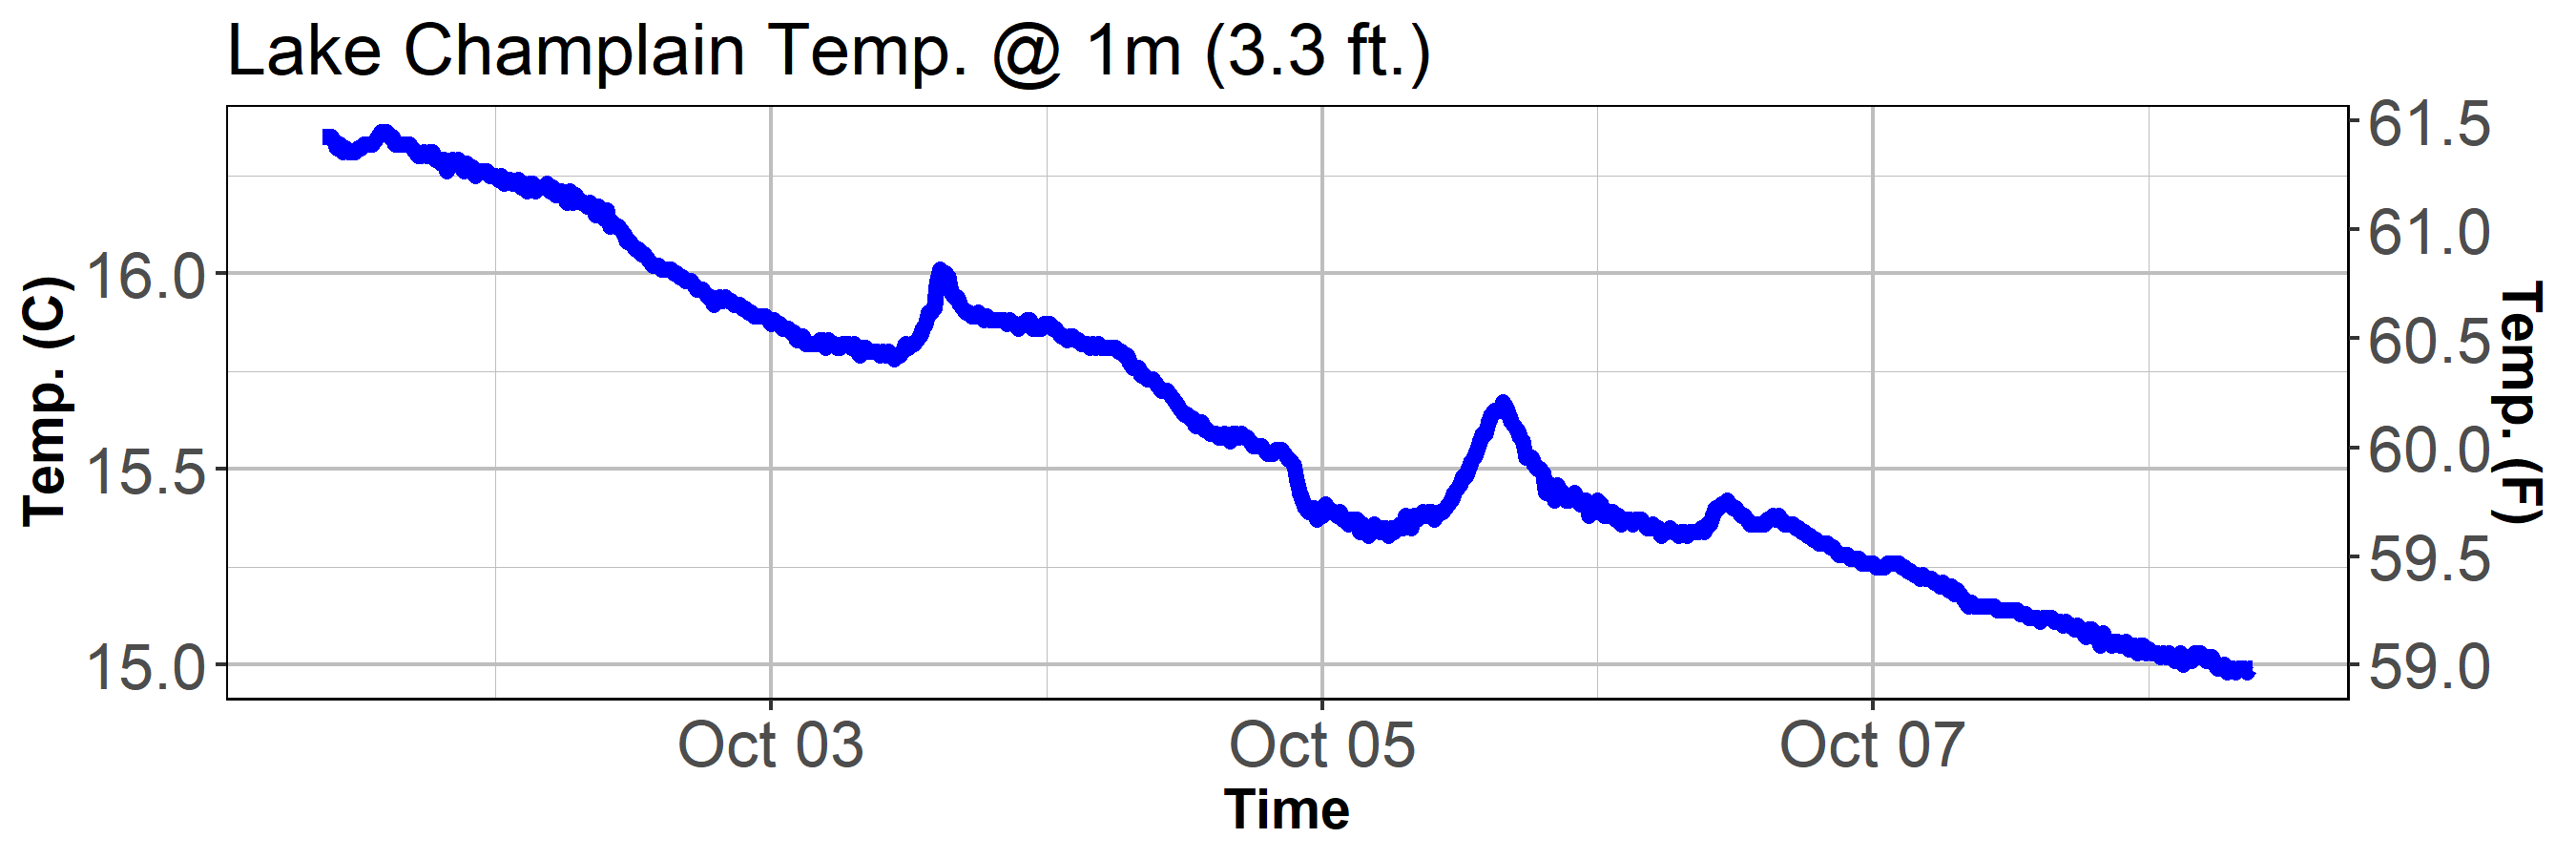 Lake Champlain Temp. @ 1m (3.3 ft.)
Temp. (C)
16.0
15.5
15.0
61.5
61.0
60.5
60.0
59.5
59.0
Temp. (F)
Oct 03 Oct 05 Oct 07
Time